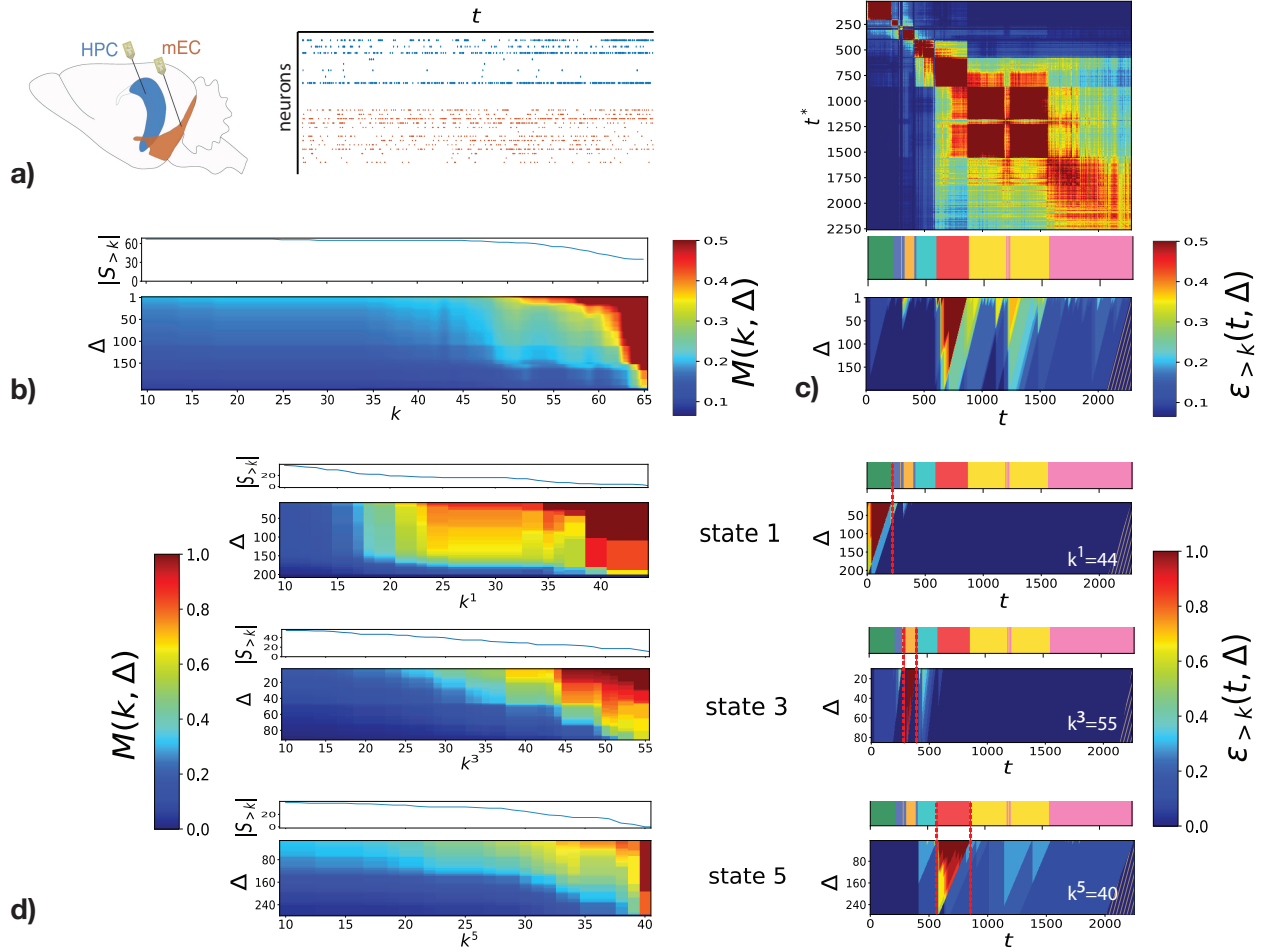 t
HPC
mEC
neurons
a)
t*
250
500
750
1000
1250
1500
1750
2000
2250
|S>k|
60
30
0
Δ
1
50
100
150
10 15 20 25 30 35 40 45 50 55 60 65
k
b)
0.5
0.4
0.3
0.2
0.1
M(k, Δ)
c)
Δ
1
50
100
150
0 500 1000 1500 2000
t
0.5
0.4
0.3
0.2
0.1
ε>k(t, Δ)
|S>k|
20
0
Δ
50
100
150
200
10 15 20 25 30 35 40
k¹
state 1
Δ
50
100
150
200
k¹=44
0 500 1000 1500 2000
t
M(k, Δ)
1.0
0.8
0.6
0.4
0.2
0.0
|S>k|
40
20
0
Δ
20
40
60
80
10 15 20 25 30 35 40 45 50 55
k³
state 3
Δ
20
40
60
80
k³=55
0 500 1000 1500 2000
t
1.0
0.8
0.6
0.4
0.2
0.0
ε>k(t, Δ)
|S>k|
20
0
Δ
80
160
240
10 15 20 25 30 35 40
k⁵
d)
state 5
Δ
80
160
240
k⁵=40
0 500 1000 1500 2000
t